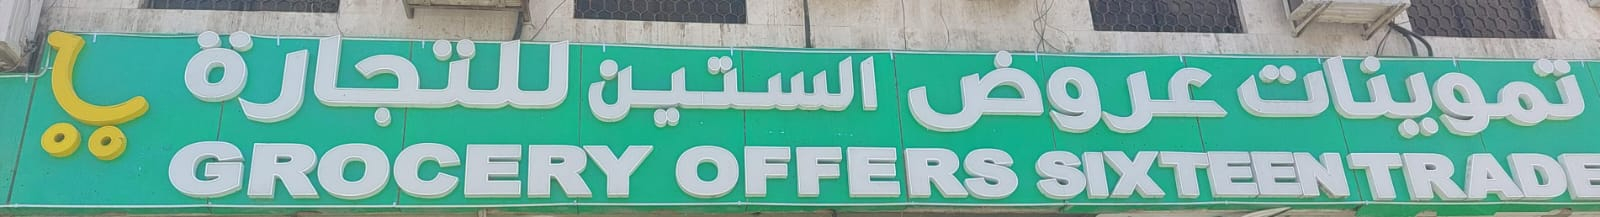 تموينات عروض الستين للتجارة
GROCERY OFFERS SIXTEEN TRADE